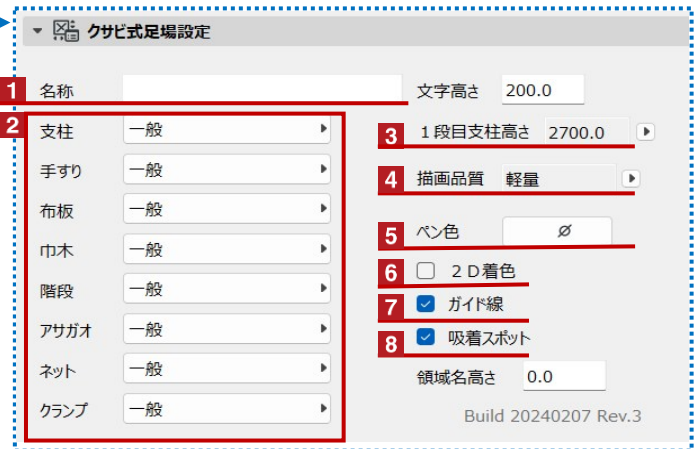 クサビ式足場設定
1 名称 文字高さ 200.0
2 支柱 一般 3 1段目支柱高さ 2700.0
手すり 一般 4 描画品質 軽量
布板 一般 5 ペン色 ø
巾木 一般 6 2D着色
階段 一般 7 ガイド線
アサガオ 一般 8 吸着スポット
ネット 一般 領域名高さ 0.0
クランプ 一般 Build 20240207 Rev.3